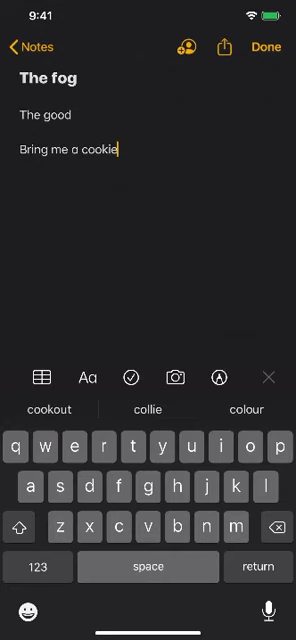 9:41
Notes
Done
The fog
The good
Bring me a cookie
Aa
cookout collie colour
q w e r t y u i o p
a s d f g h j k l
z x c v b n m
123 space return